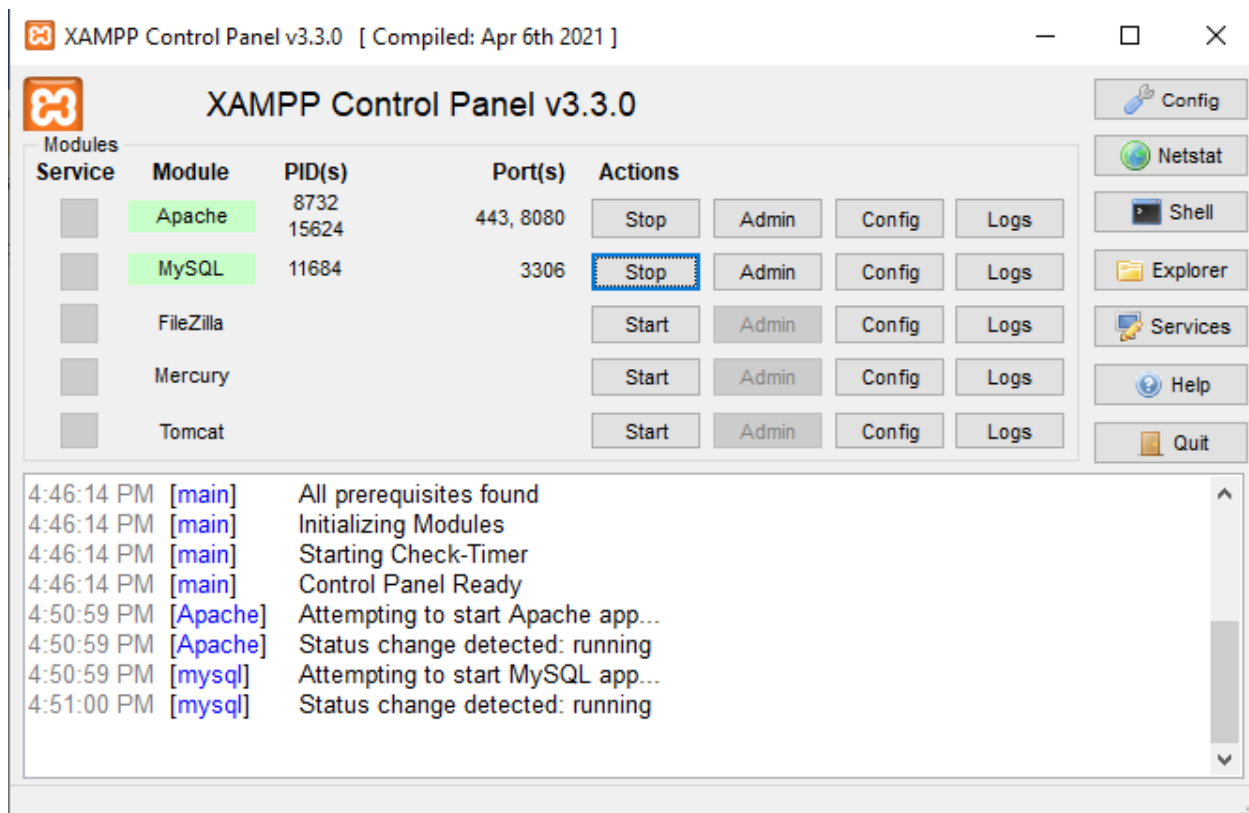 XAMPP Control Panel v3.3.0 [ Compiled: Apr 6th 2021 ]
XAMPP Control Panel v3.3.0
Config
Modules
Service Module PID(s) Port(s) Actions
Netstat
Apache 8732 15624 443, 8080 Stop Admin Config Logs
Shell
MySQL 11684 3306 Stop Admin Config Logs
Explorer
FileZilla Start Admin Config Logs
Services
Mercury Start Admin Config Logs
Help
Tomcat Start Admin Config Logs
Quit
4:46:14 PM [main] All prerequisites found
4:46:14 PM [main] Initializing Modules
4:46:14 PM [main] Starting Check-Timer
4:46:14 PM [main] Control Panel Ready
4:50:59 PM [Apache] Attempting to start Apache app...
4:50:59 PM [Apache] Status change detected: running
4:50:59 PM [mysql] Attempting to start MySQL app...
4:51:00 PM [mysql] Status change detected: running